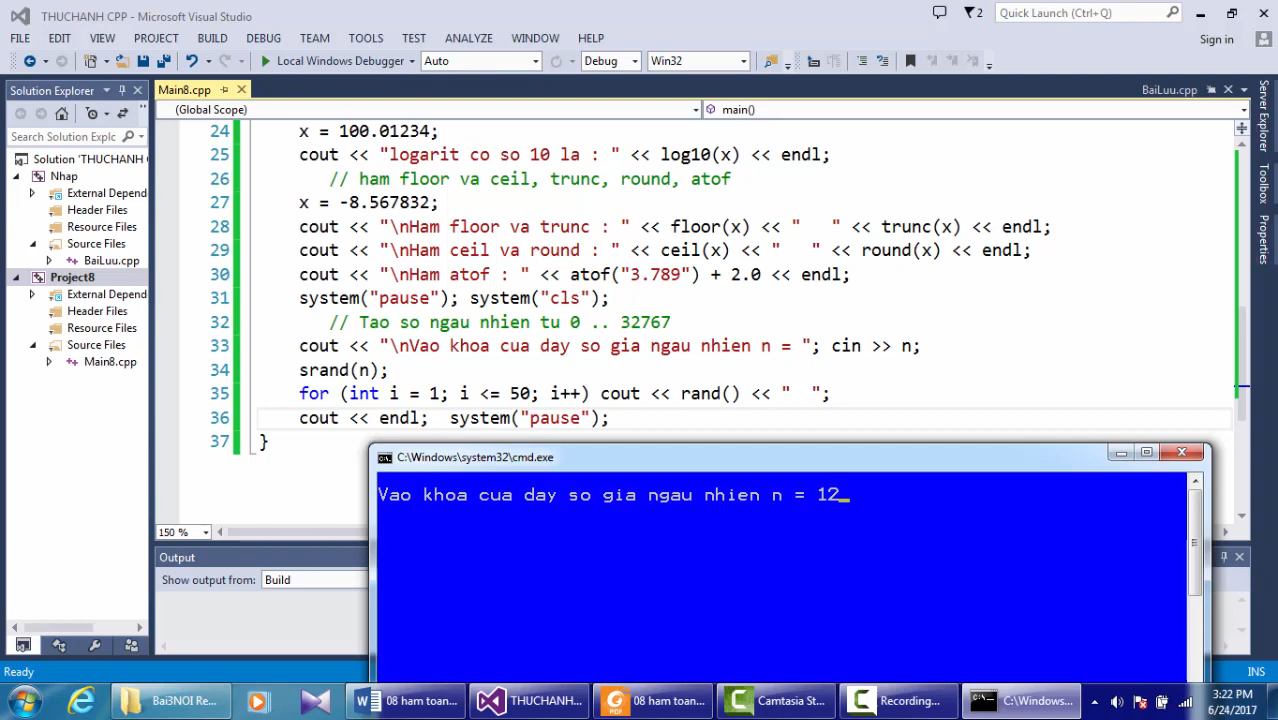 THUCHANH CPP - Microsoft Visual Studio
2
Quick Launch (Ctrl+Q)
FILE EDIT VIEW PROJECT BUILD DEBUG TEAM TOOLS TEST ANALYZE WINDOW HELP
Sign in
Local Windows Debugger Auto Debug Win32
Solution Explorer
Main8.cpp
BaiLuu.cpp
(Global Scope)
main()
Search Solution Explc
Solution 'THUCHANH C
Nhap
External Depend
Header Files
Resource Files
Source Files
BaiLuu.cpp
Project8
External Depend
Header Files
Resource Files
Source Files
Main8.cpp
24 x = 100.01234;
25 cout << "logarit co so 10 la : " << log10(x) << endl;
26 // ham floor va ceil, trunc, round, atof
27 x = -8.567832;
28 cout << "\nHam floor va trunc : " << floor(x) << "   " << trunc(x) << endl;
29 cout << "\nHam ceil va round : " << ceil(x) << "   " << round(x) << endl;
30 cout << "\nHam atof : " << atof("3.789") + 2.0 << endl;
31 system("pause"); system("cls");
32 // Tao so ngau nhien tu 0 .. 32767
33 cout << "\nVao khoa cua day so gia ngau nhien n = "; cin >> n;
34 srand(n);
35 for (int i = 1; i <= 50; i++) cout << rand() << "  ";
36 cout << endl;  system("pause");
37 }
Server Explorer
Toolbox
Properties
150 %
Output
Show output from: Build
C:\Windows\system32\cmd.exe
Vao khoa cua day so gia ngau nhien n = 12_
Ready
INS
Bai3NOI Re...
08 ham toan...
THUCHANH...
08 ham toan...
Camtasia St...
Recording...
C:\Windows...
3:22 PM
6/24/2017